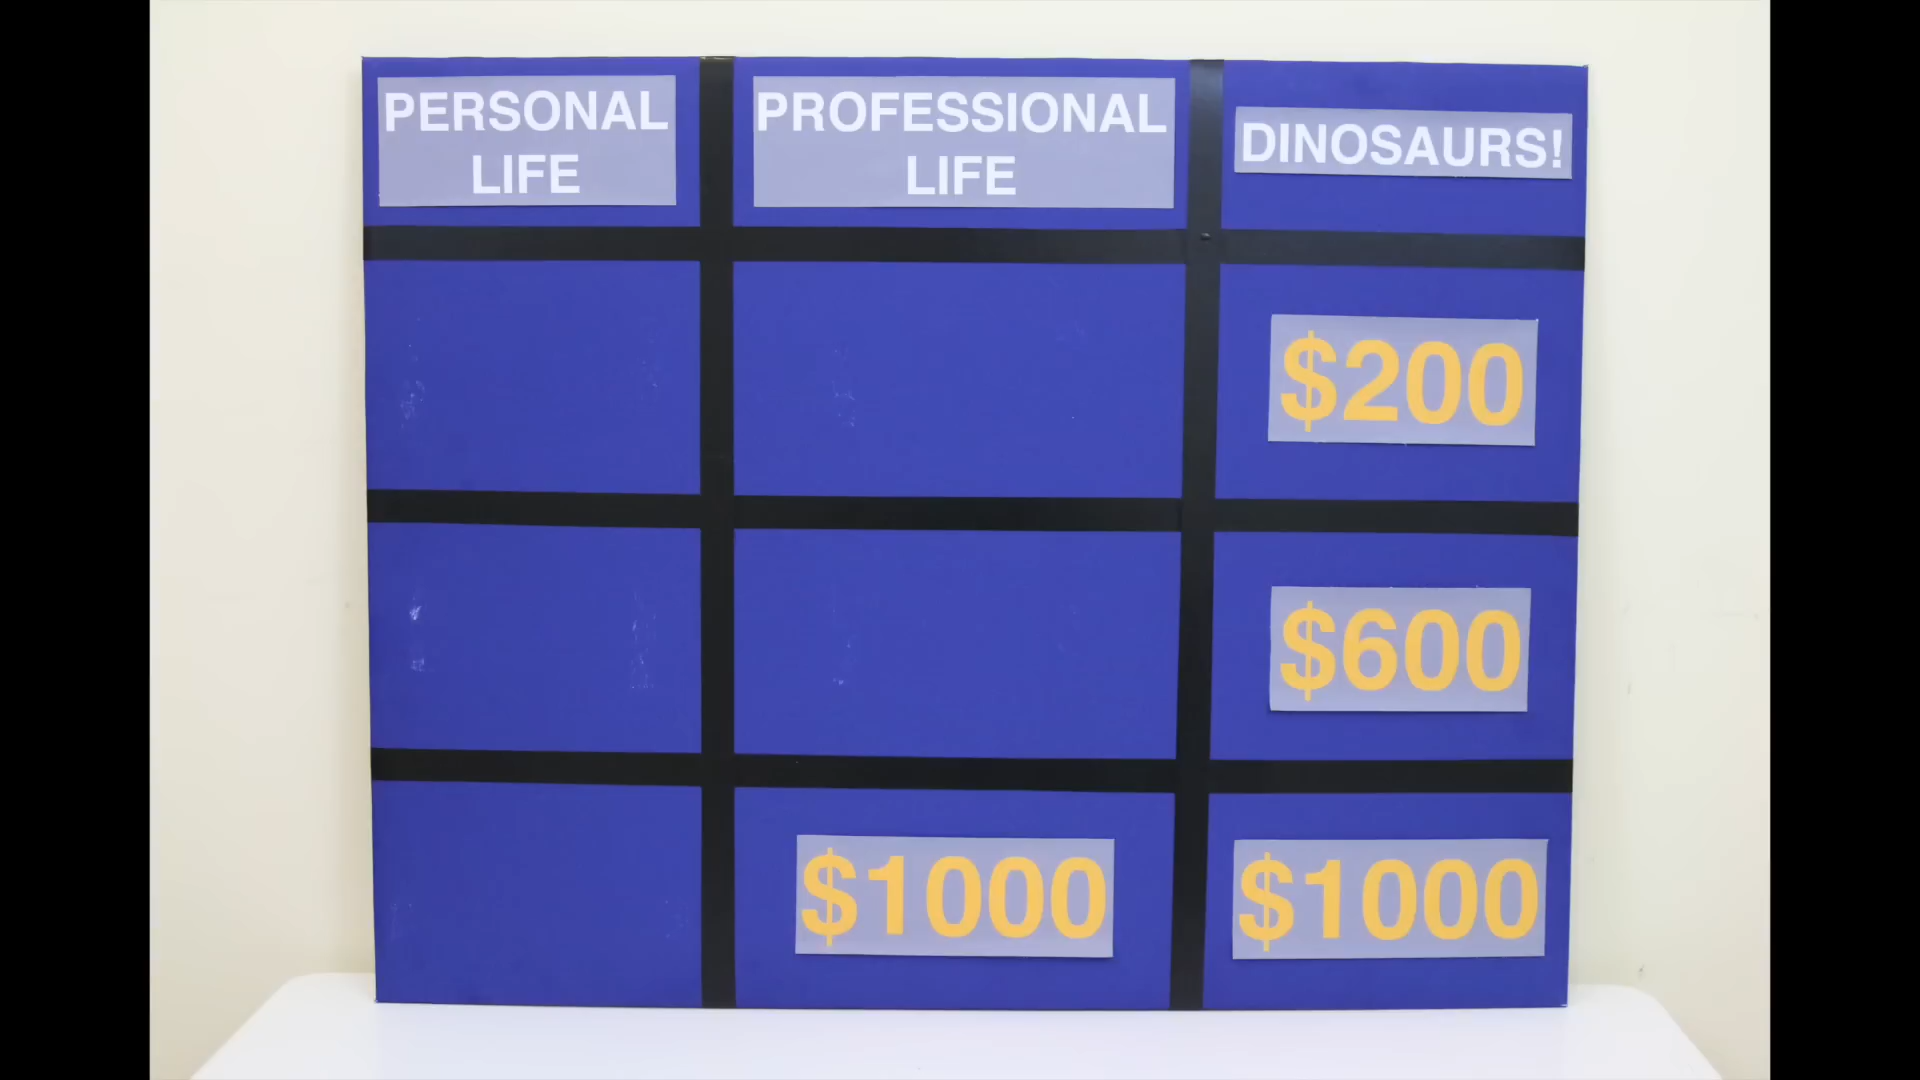 PERSONAL
LIFE
PROFESSIONAL
LIFE
DINOSAURS!
$200
$600
$1000
$1000